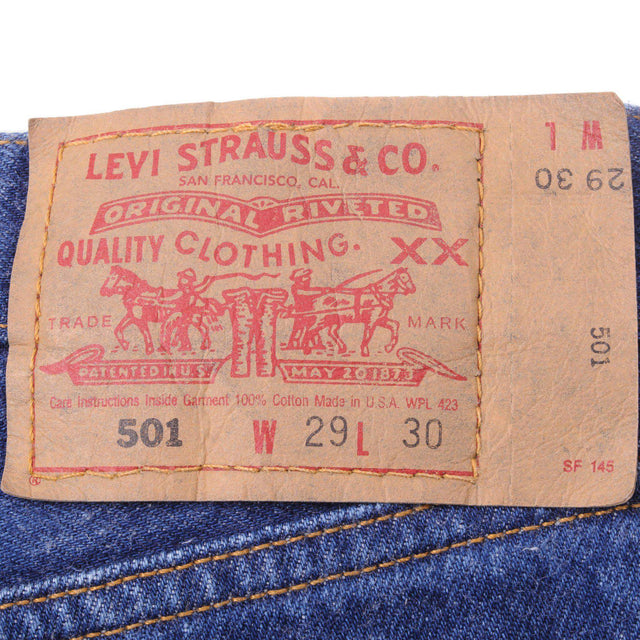 LEVI STRAUSS & CO.
SAN FRANCISCO, CAL.
ORIGINAL RIVETED
QUALITY CLOTHING. XX
TRADE MARK
PATENTED IN U.S. MAY 20 1873
Care Instructions Inside Garment 100% Cotton Made in U.S.A. WPL 423
501 W 29 L 30
®
W L
29 30
501
SF 145